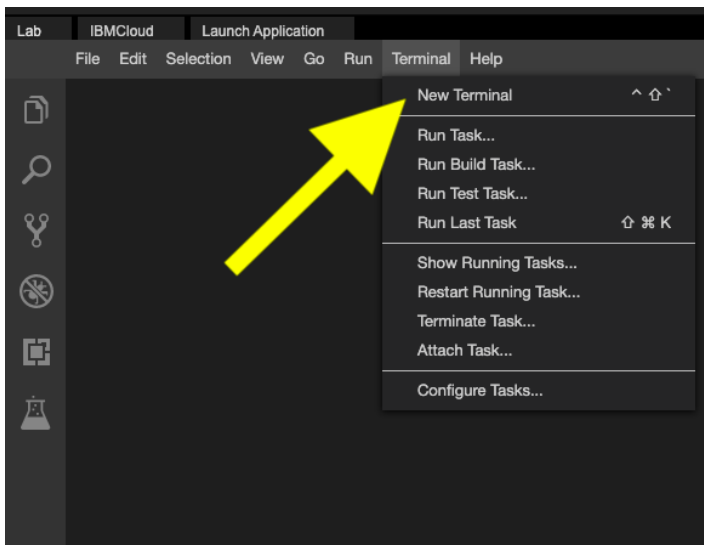 Lab IBMCloud Launch Application
File Edit Selection View Go Run Terminal Help
New Terminal ^ ⇧ `
Run Task...
Run Build Task...
Run Test Task...
Run Last Task ⇧ ⌘ K
Show Running Tasks...
Restart Running Task...
Terminate Task...
Attach Task...
Configure Tasks...